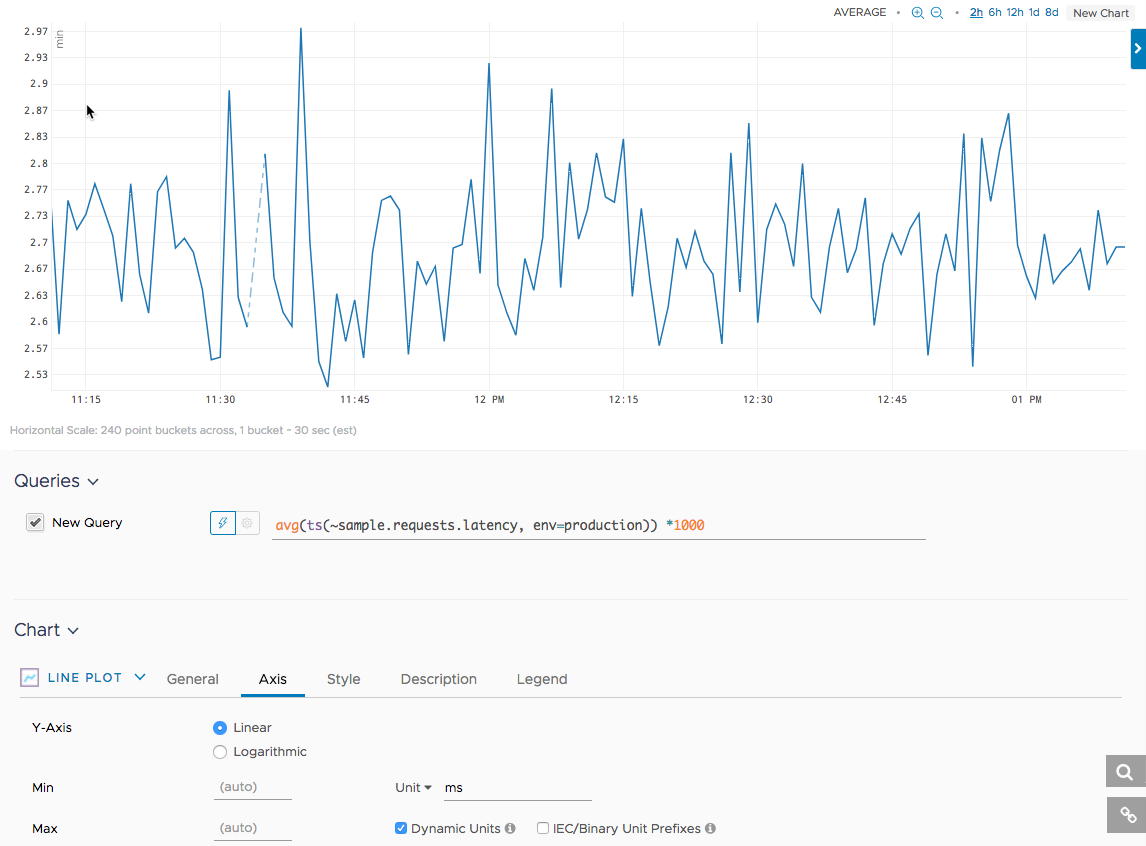 AVERAGE • • 2h 6h 12h 1d 8d New Chart
min
2.97
2.93
2.9
2.87
2.83
2.8
2.77
2.73
2.7
2.67
2.63
2.6
2.57
2.53
11:15 11:30 11:45 12 PM 12:15 12:30 12:45 01 PM
Horizontal Scale: 240 point buckets across, 1 bucket ~ 30 sec (est)
Queries
New Query avg(ts(~sample.requests.latency, env=production)) *1000
Chart
LINE PLOT General Axis Style Description Legend
Y-Axis Linear
Logarithmic
Min (auto) Unit ms
Max (auto) Dynamic Units IEC/Binary Unit Prefixes